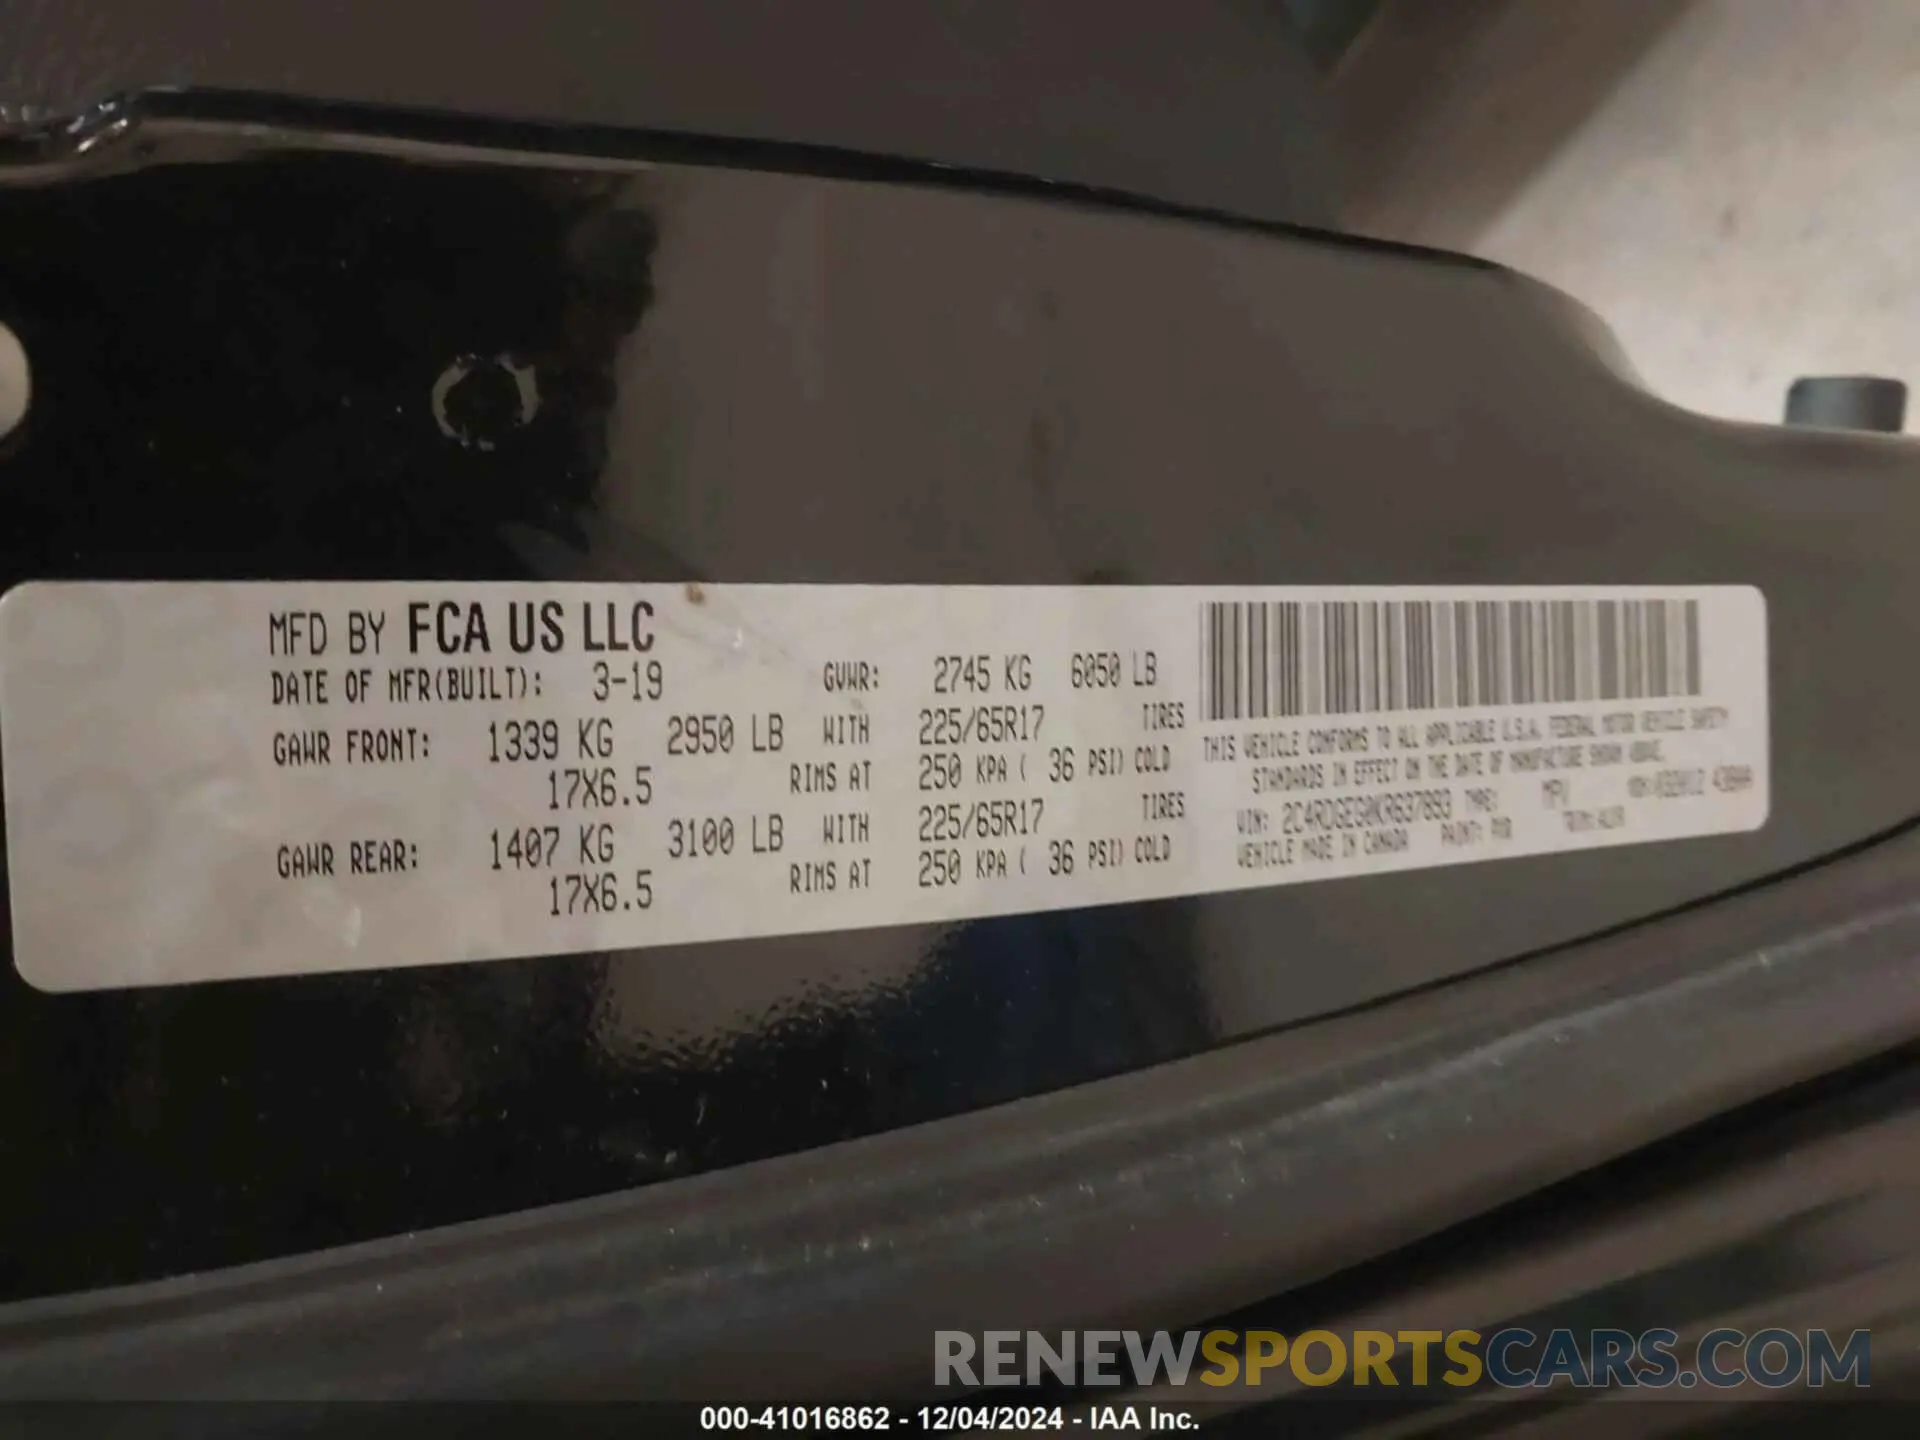 MFD BY FCA US LLC
DATE OF MFR(BUILT): 3-19 GVWR: 2745 KG 6050 LB
GAWR FRONT: 1339 KG 2950 LB WITH 225/65R17 TIRES
17X6.5 RIMS AT 250 KPA ( 36 PSI) COLD
GAWR REAR: 1407 KG 3100 LB WITH 225/65R17 TIRES
17X6.5 RIMS AT 250 KPA ( 36 PSI) COLD
THIS VEHICLE CONFORMS TO ALL APPLICABLE U.S.A. FEDERAL MOTOR VEHICLE SAFETY
STANDARDS IN EFFECT ON THE DATE OF MANUFACTURE SHOWN ABOVE.
VIN: 2C4RDGEG0KR637893 TYPE: MPV
VEHICLE MADE IN CANADA PAINT:
RENEWSPORTSCARS.COM
000-41016862 - 12/04/2024 - IAA Inc.